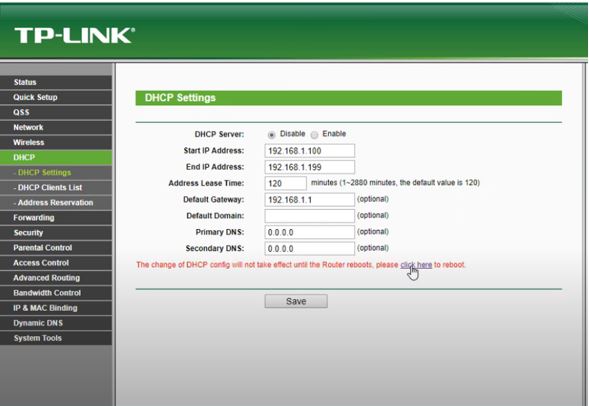 TP-LINK®
Status
Quick Setup
QSS
Network
Wireless
DHCP
- DHCP Settings
- DHCP Clients List
- Address Reservation
Forwarding
Security
Parental Control
Access Control
Advanced Routing
Bandwidth Control
IP & MAC Binding
Dynamic DNS
System Tools
DHCP Settings
DHCP Server: Disable Enable
Start IP Address: 192.168.1.100
End IP Address: 192.168.1.199
Address Lease Time: 120 minutes (1~2880 minutes, the default value is 120)
Default Gateway: 192.168.1.1 (optional)
Default Domain: (optional)
Primary DNS: 0.0.0.0 (optional)
Secondary DNS: 0.0.0.0 (optional)
The change of DHCP config will not take effect until the Router reboots, please click here to reboot.
Save